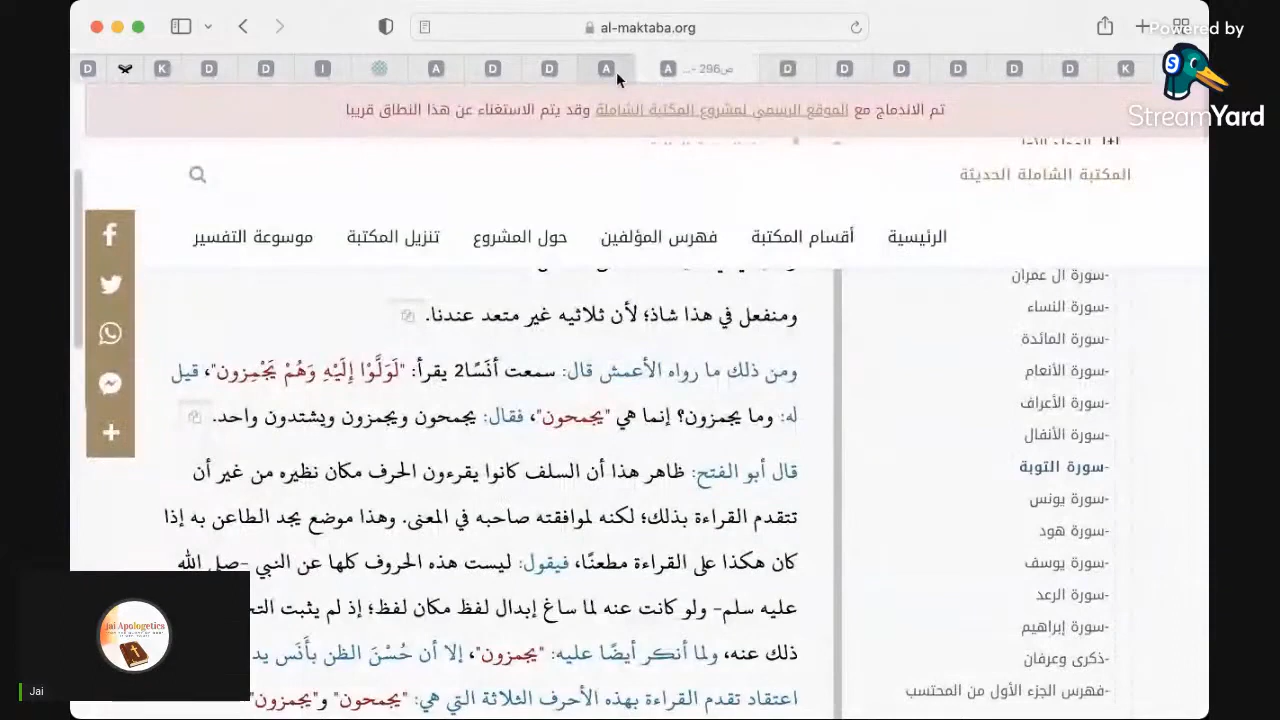 al-maktaba.org
Powered by
StreamYard
D K D D I A D D A A ص296 -... D D D D D D K
تم الاندماج مع الموقع الرسمي لمشروع المكتبة الشاملة وقد يتم الاستغناء عن هذا النطاق قريبا
المكتبة الشاملة الحديثة
الرئيسية أقسام المكتبة فهرس المؤلفين حول المشروع تنزيل المكتبة موسوعة التفسير
ومنفعل في هذا شاذ؛ لأن ثلاثيه غير متعد عندنا.
ومن ذلك ما رواه الأعمش قال: سمعت أنَسًا2 يقرأ: "لَوَلَّوْا إِلَيْهِ وَهُمْ يَجْمِزون"، قيل
له: وما يجمزون؟ إنما هي "يجمحون"، فقال: يجمحون ويجمزون ويشتدون واحد.
قال أبو الفتح: ظاهر هذا أن السلف كانوا يقرءون الحرف مكان نظيره من غير أن
تتقدم القراءة بذلك؛ لكنه لموافقته صاحبه في المعنى. وهذا موضع يجد الطاعن به إذا
كان هكذا على القراءة مطعنًا، فيقول: ليست هذه الحروف كلها عن النبي -صلى الله
عليه سلم- ولو كانت عنه لما ساغ إبدال لفظ مكان لفظ؛ إذ لم يثبت
ذلك عنه، ولما أنكر أيضًا عليه: "يجمزون"، إلا أن حُسْنَ الظن بأَنَس
اعتقاد تقدم القراءة بهذه الأحرف الثلاثة التي هي: "يجمحون" و"يجمزون"
-سورة آل عمران
-سورة النساء
-سورة المائدة
-سورة الأنعام
-سورة الأعراف
-سورة الأنفال
-سورة التوبة
-سورة يونس
-سورة هود
-سورة يوسف
-سورة الرعد
-سورة إبراهيم
-ذكرى وعرفان
-فهرس الجزء الأول من المحتسب
Jai Apologetics
Jai